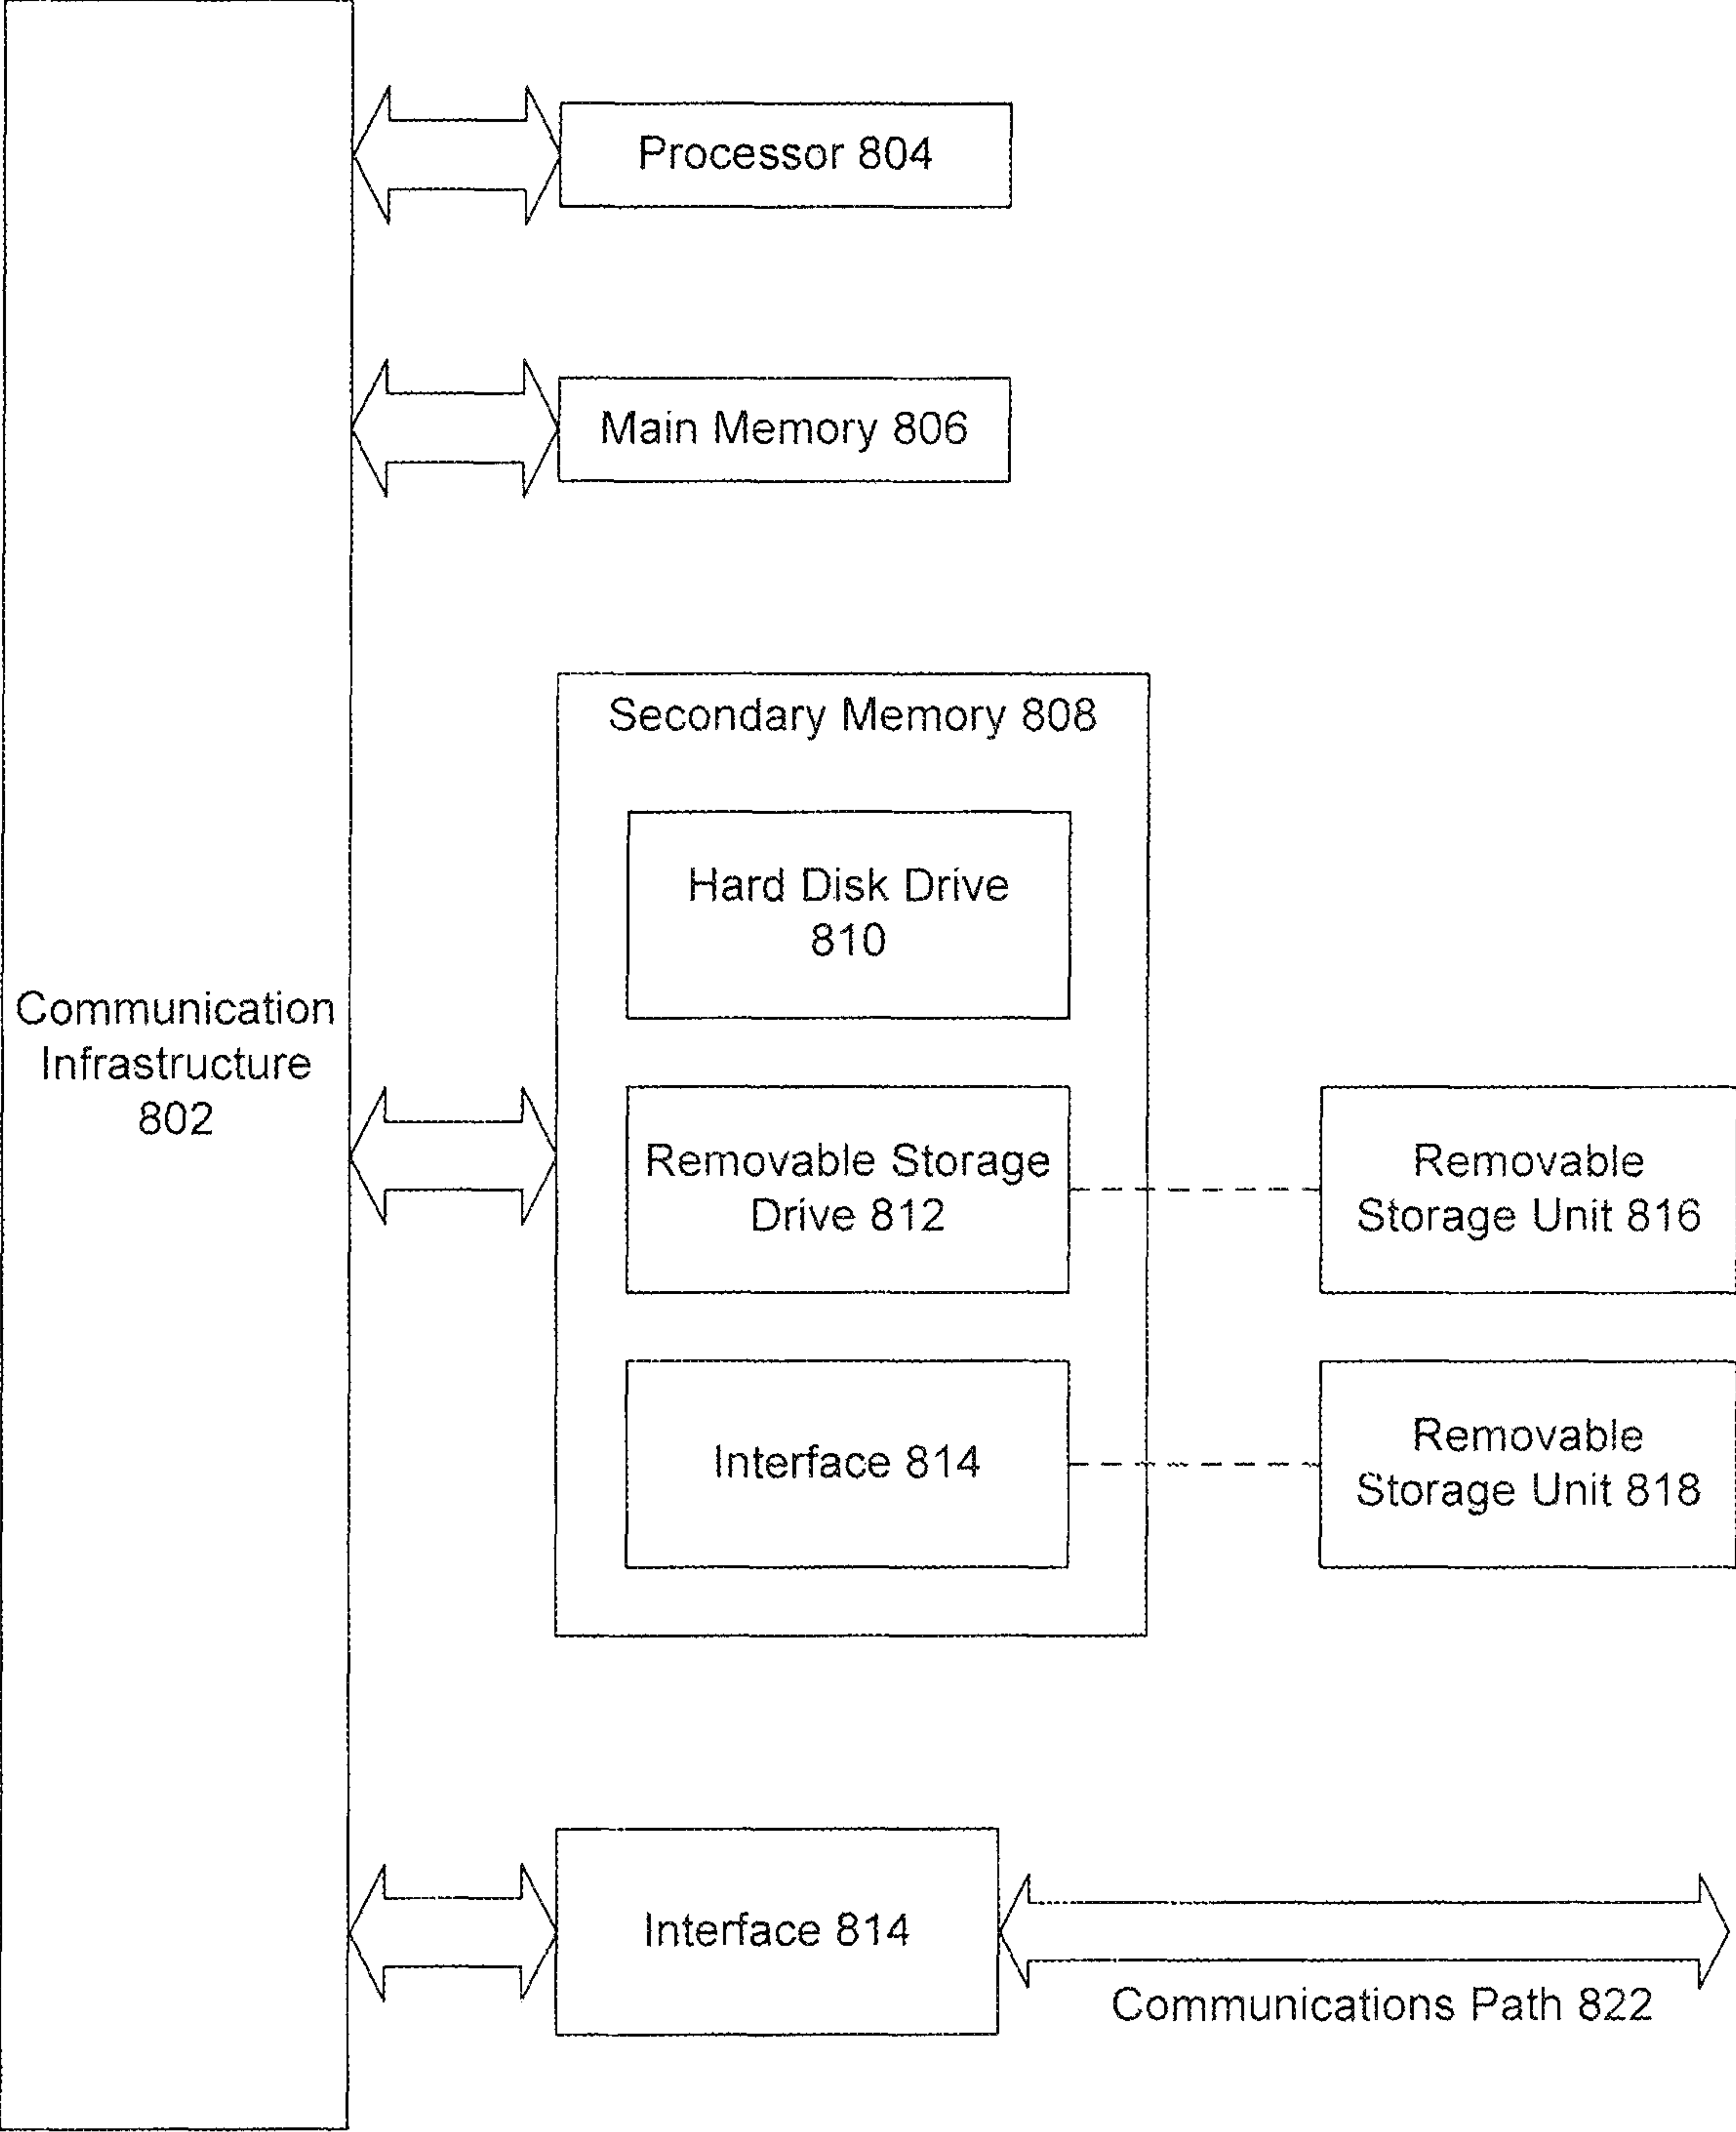 Processor 804
Main Memory 806
Secondary Memory 808
Hard Disk Drive
810
Communication
Infrastructure
802
Removable Storage
Drive 812
Removable
Storage Unit 816
Interface 814
Removable
Storage Unit 818
Interface 814
Communications Path 822